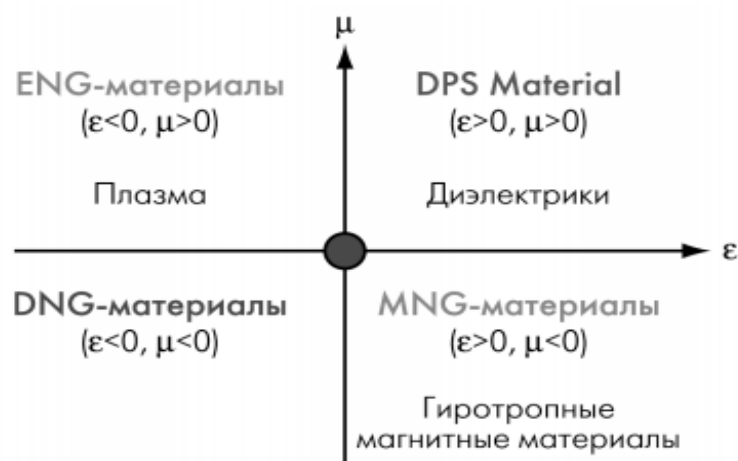 μ
ENG-материалы
(ε<0, μ>0)
Плазма
DPS Material
(ε>0, μ>0)
Диэлектрики
ε
DNG-материалы
(ε<0, μ<0)
MNG-материалы
(ε>0, μ<0)
Гиротропные
магнитные материалы